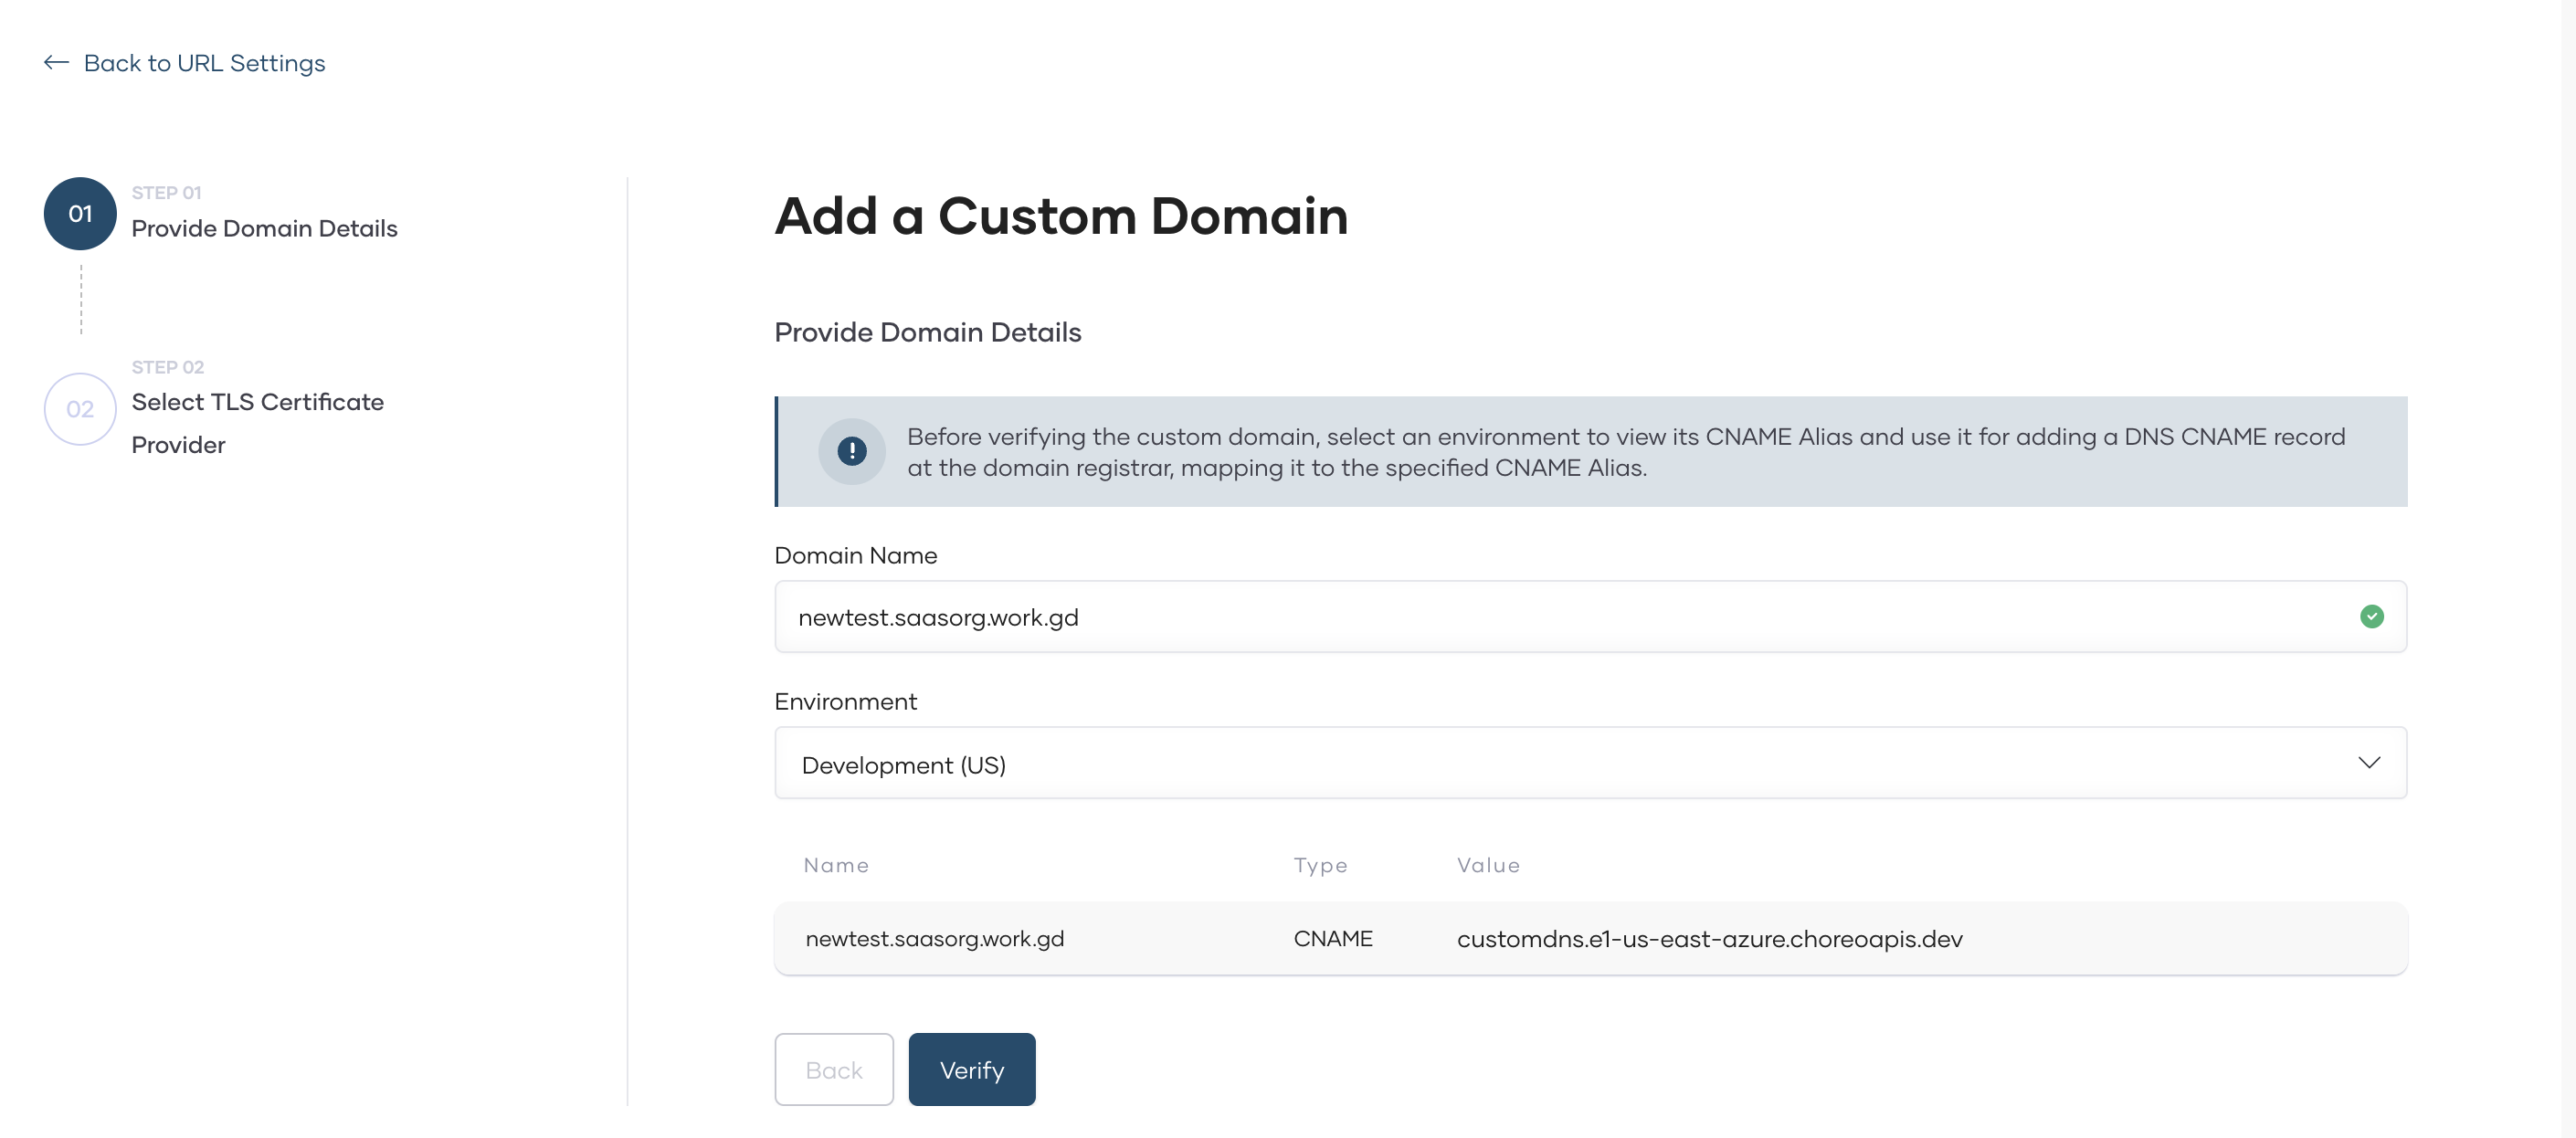 Back to URL Settings
01
STEP 01
Provide Domain Details
02
STEP 02
Select TLS Certificate
Provider
Add a Custom Domain
Provide Domain Details
Before verifying the custom domain, select an environment to view its CNAME Alias and use it for adding a DNS CNAME record
at the domain registrar, mapping it to the specified CNAME Alias.
Domain Name
newtest.saasorg.work.gd
Environment
Development (US)
Name Type Value
newtest.saasorg.work.gd CNAME customdns.e1-us-east-azure.choreoapis.dev
Back Verify